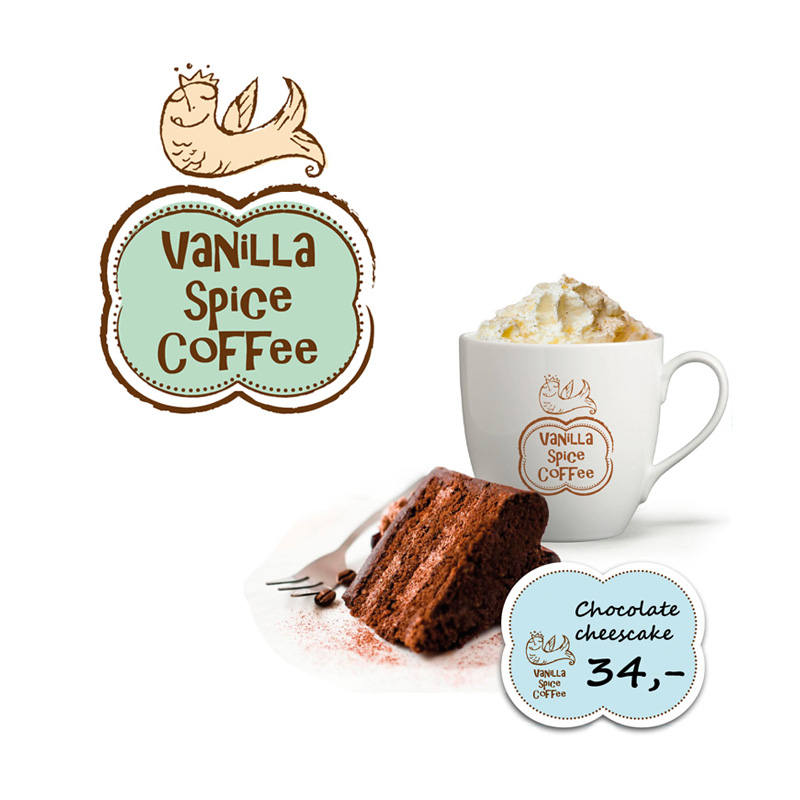 VaNiLLa
SpicE
CoFFee
VaNiLLa
SpicE
CoFFee
Chocolate
cheescake
34,-
VaNiLLa
SpicE
CoFFee